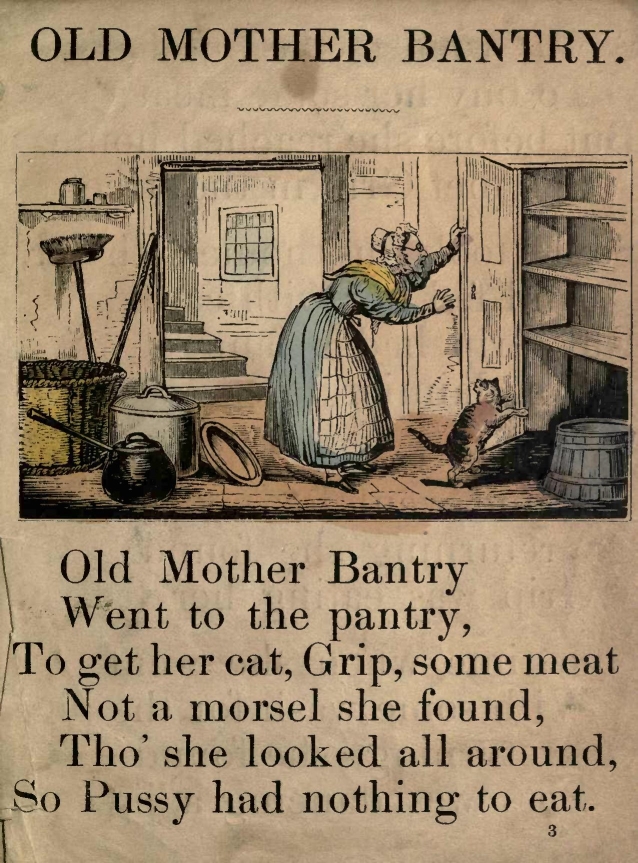 OLD MOTHER BANTRY.
Old Mother Bantry
Went to the pantry,
To get her cat, Grip, some meat
Not a morsel she found,
Tho' she looked all around,
So Pussy had nothing to eat.
3